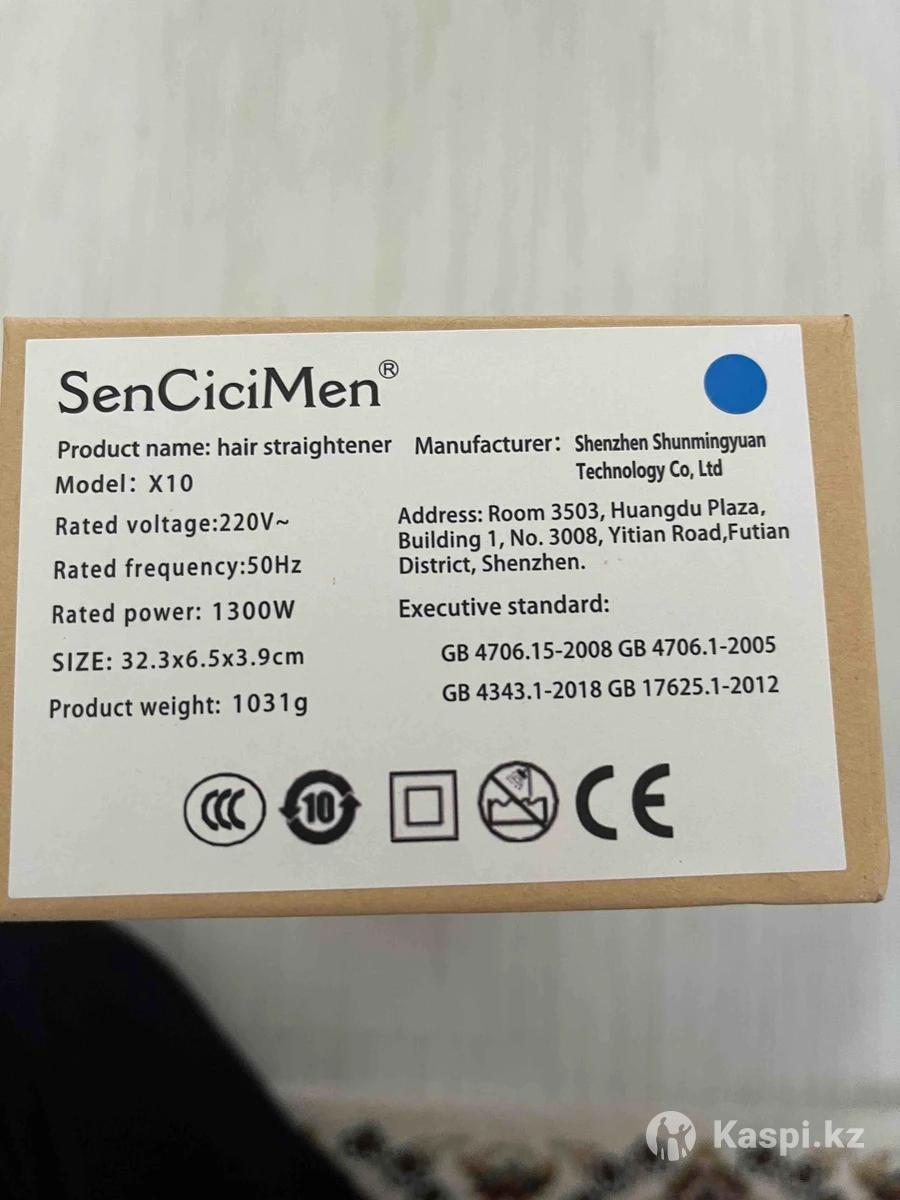 SenCiciMen®
Product name: hair straightener
Model: X10
Rated voltage:220V~
Rated frequency:50Hz
Rated power: 1300W
SIZE: 32.3x6.5x3.9cm
Product weight: 1031g
Manufacturer: Shenzhen Shunmingyuan
Technology Co, Ltd
Address: Room 3503, Huangdu Plaza,
Building 1, No. 3008, Yitian Road,Futian
District, Shenzhen.
Executive standard:
GB 4706.15-2008 GB 4706.1-2005
GB 4343.1-2018 GB 17625.1-2012
CCC 10 CE
Kaspi.kz